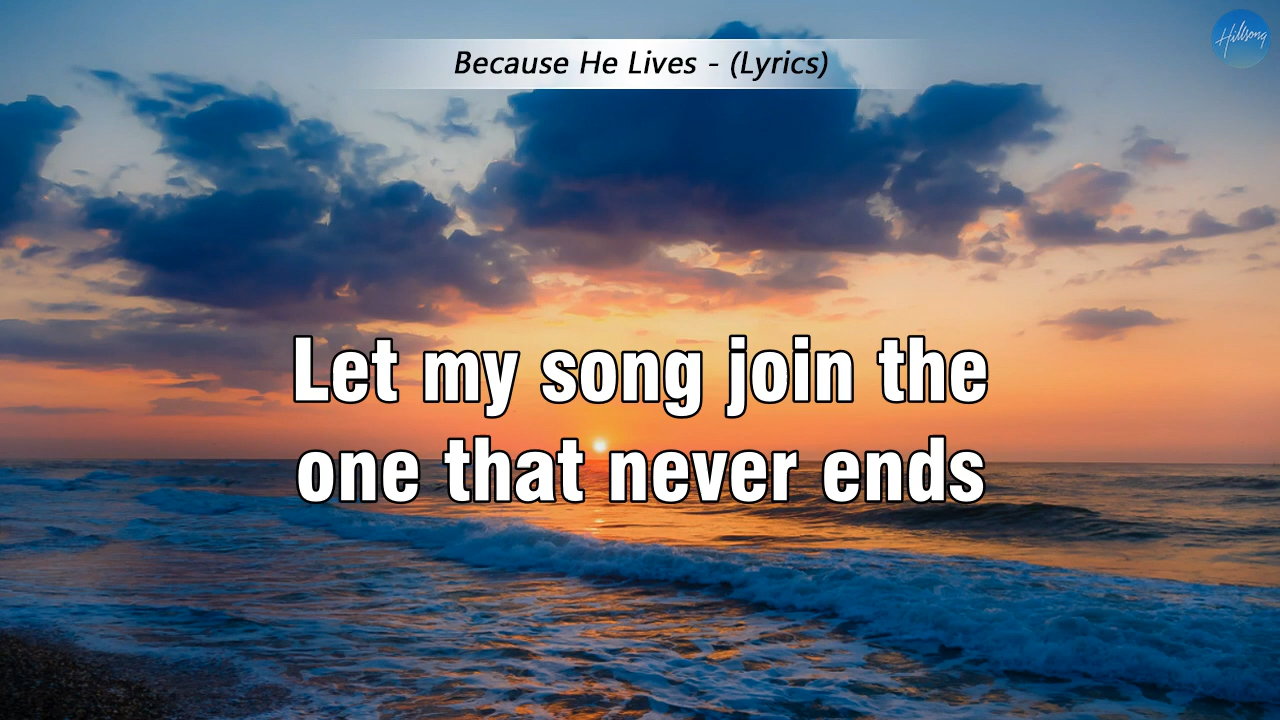 Hillsong
Because He Lives - (Lyrics)
Let my song join the
one that never ends